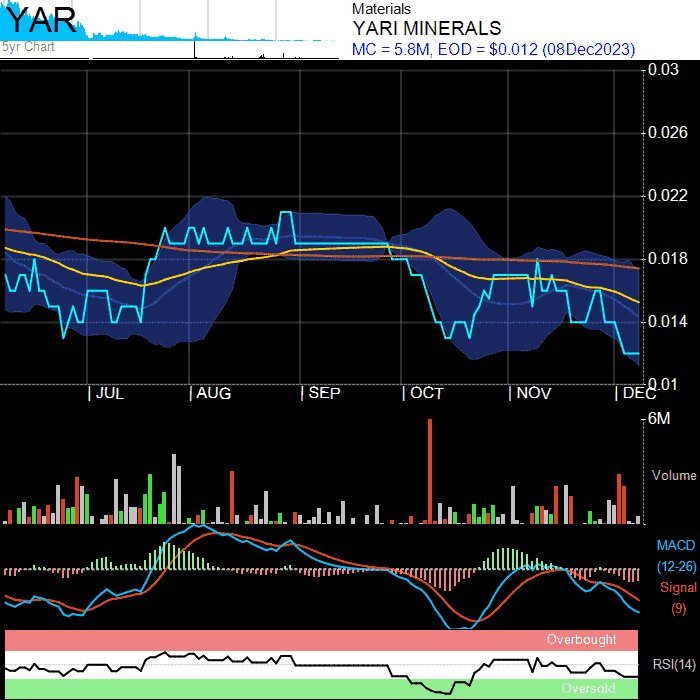 YAR
5yr Chart
Materials
YARI MINERALS
MC = 5.8M, EOD = $0.012 (08Dec2023)
0.03
0.026
0.022
0.018
0.014
0.01
JUL AUG SEP OCT NOV DEC
6M
Volume
MACD
(12-26)
Signal
(9)
Overbought
RSI(14)
Oversold